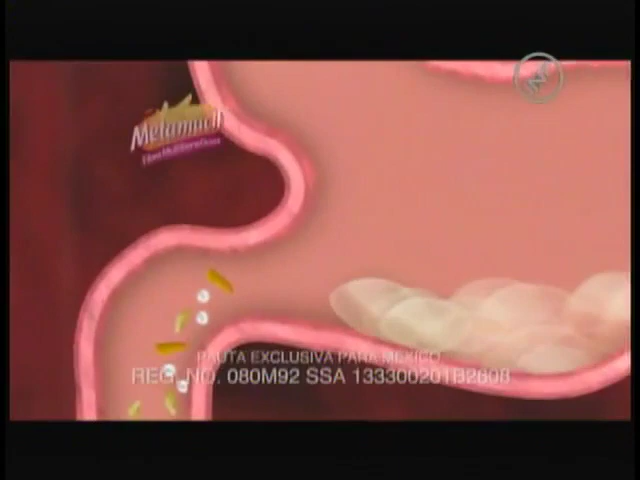 Metamucil
PAUTA EXCLUSIVA PARA MEXICO
REG. NO. 080M92 SSA 133300201B2608